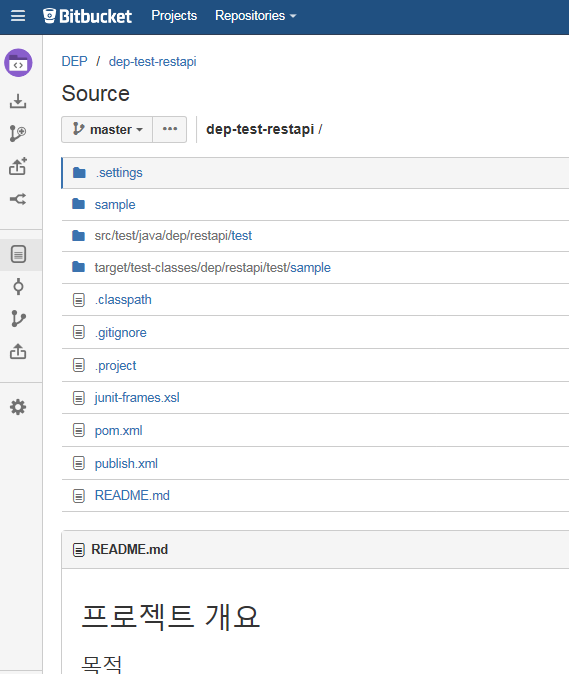 Bitbucket Projects Repositories
DEP / dep-test-restapi
Source
master ••• dep-test-restapi /
.settings
sample
src/test/java/dep/restapi/test
target/test-classes/dep/restapi/test/sample
.classpath
.gitignore
.project
junit-frames.xsl
pom.xml
publish.xml
README.md
README.md
프로젝트 개요
목적